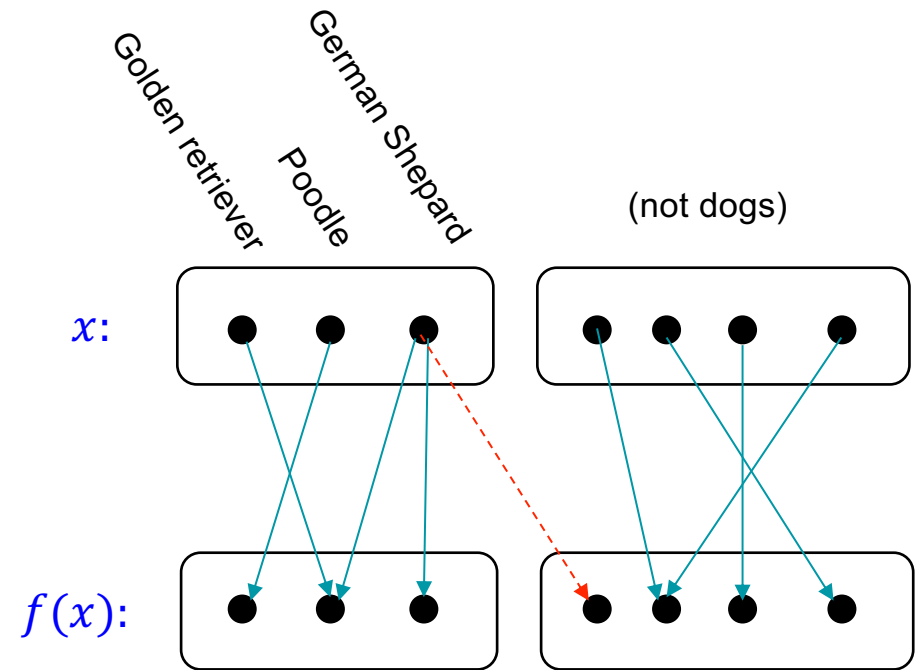 Golden retriever
Poodle
German Shepard
(not dogs)
x:
f(x):